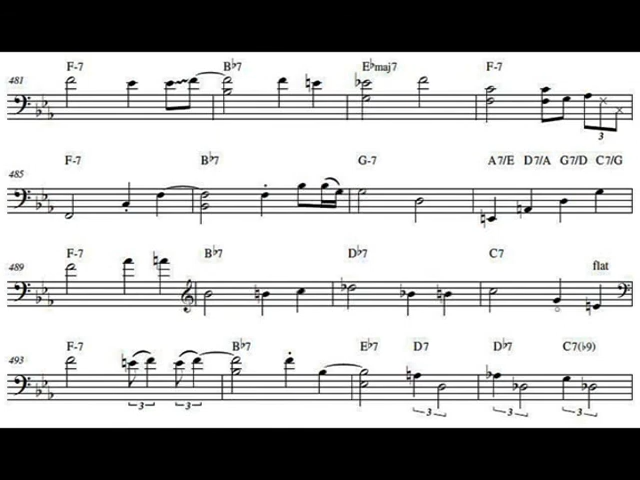 F-7 B♭7 E♭maj7 F-7
481
3
F-7 B♭7 G-7 A7/E D7/A G7/D C7/G
485
F-7 B♭7 D♭7 C7
489 flat
F-7 B♭7 E♭7 D7 D♭7 C7(♭9)
493
3 3 3 3 3